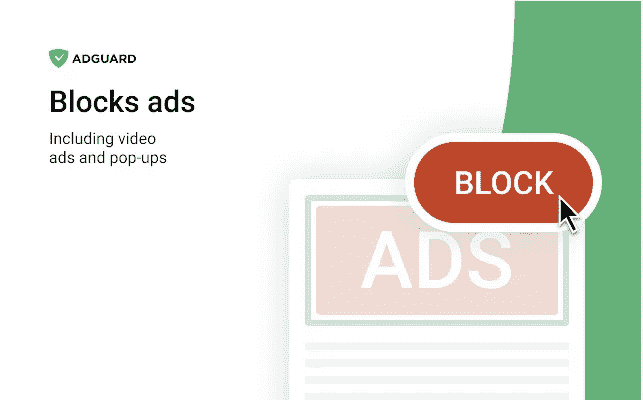 ADGUARD
Blocks ads
Including video
ads and pop-ups
BLOCK
ADS